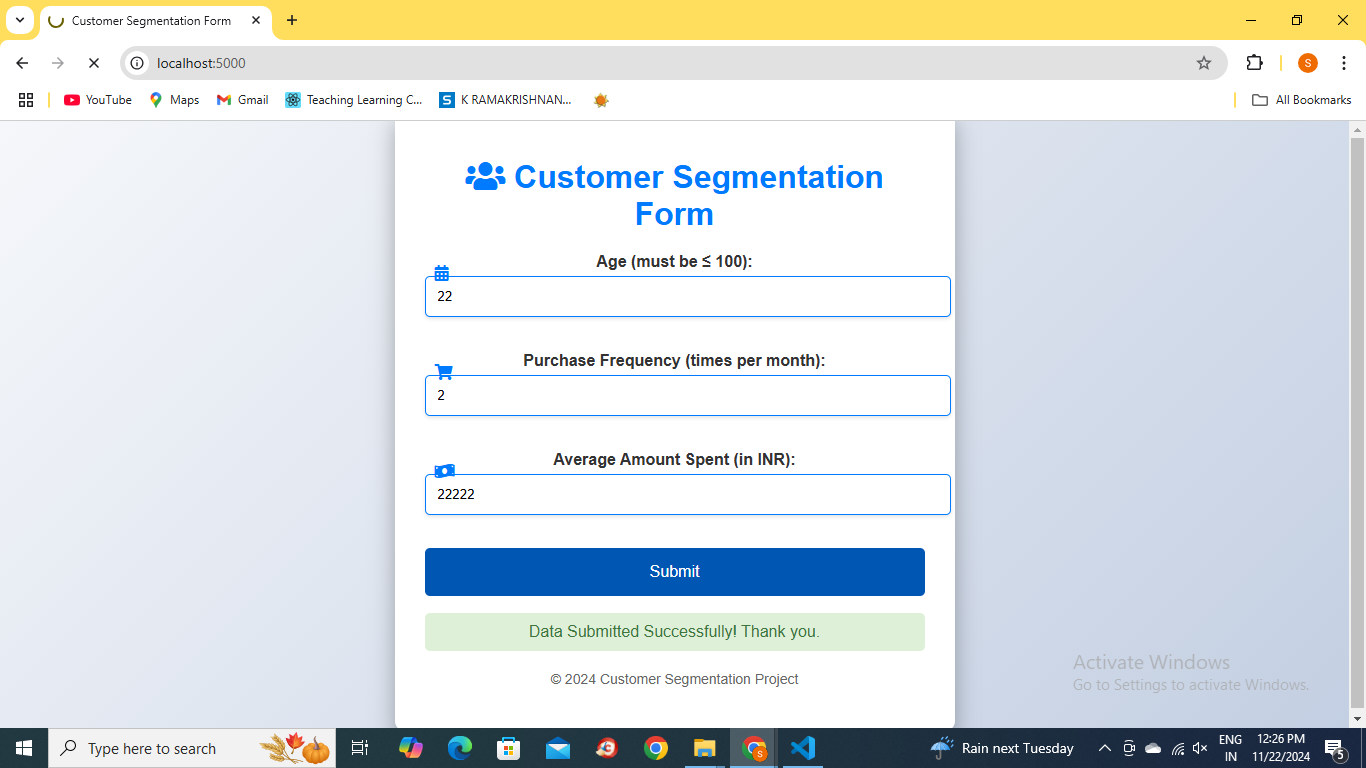 Customer Segmentation Form
localhost:5000
S
YouTube
Maps
Gmail
Teaching Learning C...
S
K RAMAKRISHNAN...
All Bookmarks
Customer Segmentation
Form
Age (must be ≤ 100):
22
Purchase Frequency (times per month):
2
Average Amount Spent (in INR):
22222
Submit
Data Submitted Successfully! Thank you.
© 2024 Customer Segmentation Project
Activate Windows
Go to Settings to activate Windows.
Type here to search
S
Rain next Tuesday
ENG
IN
12:26 PM
11/22/2024
5